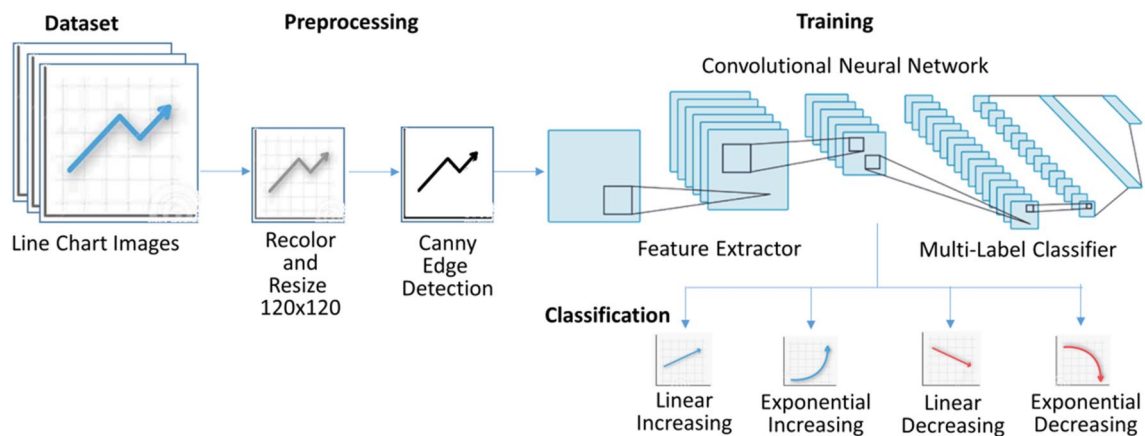 Dataset
Preprocessing
Training
Convolutional Neural Network
Line Chart Images
Recolor
and
Resize
120x120
Canny
Edge
Detection
Feature Extractor
Multi-Label Classifier
Classification
Linear
Increasing
Exponential
Increasing
Linear
Decreasing
Exponential
Decreasing